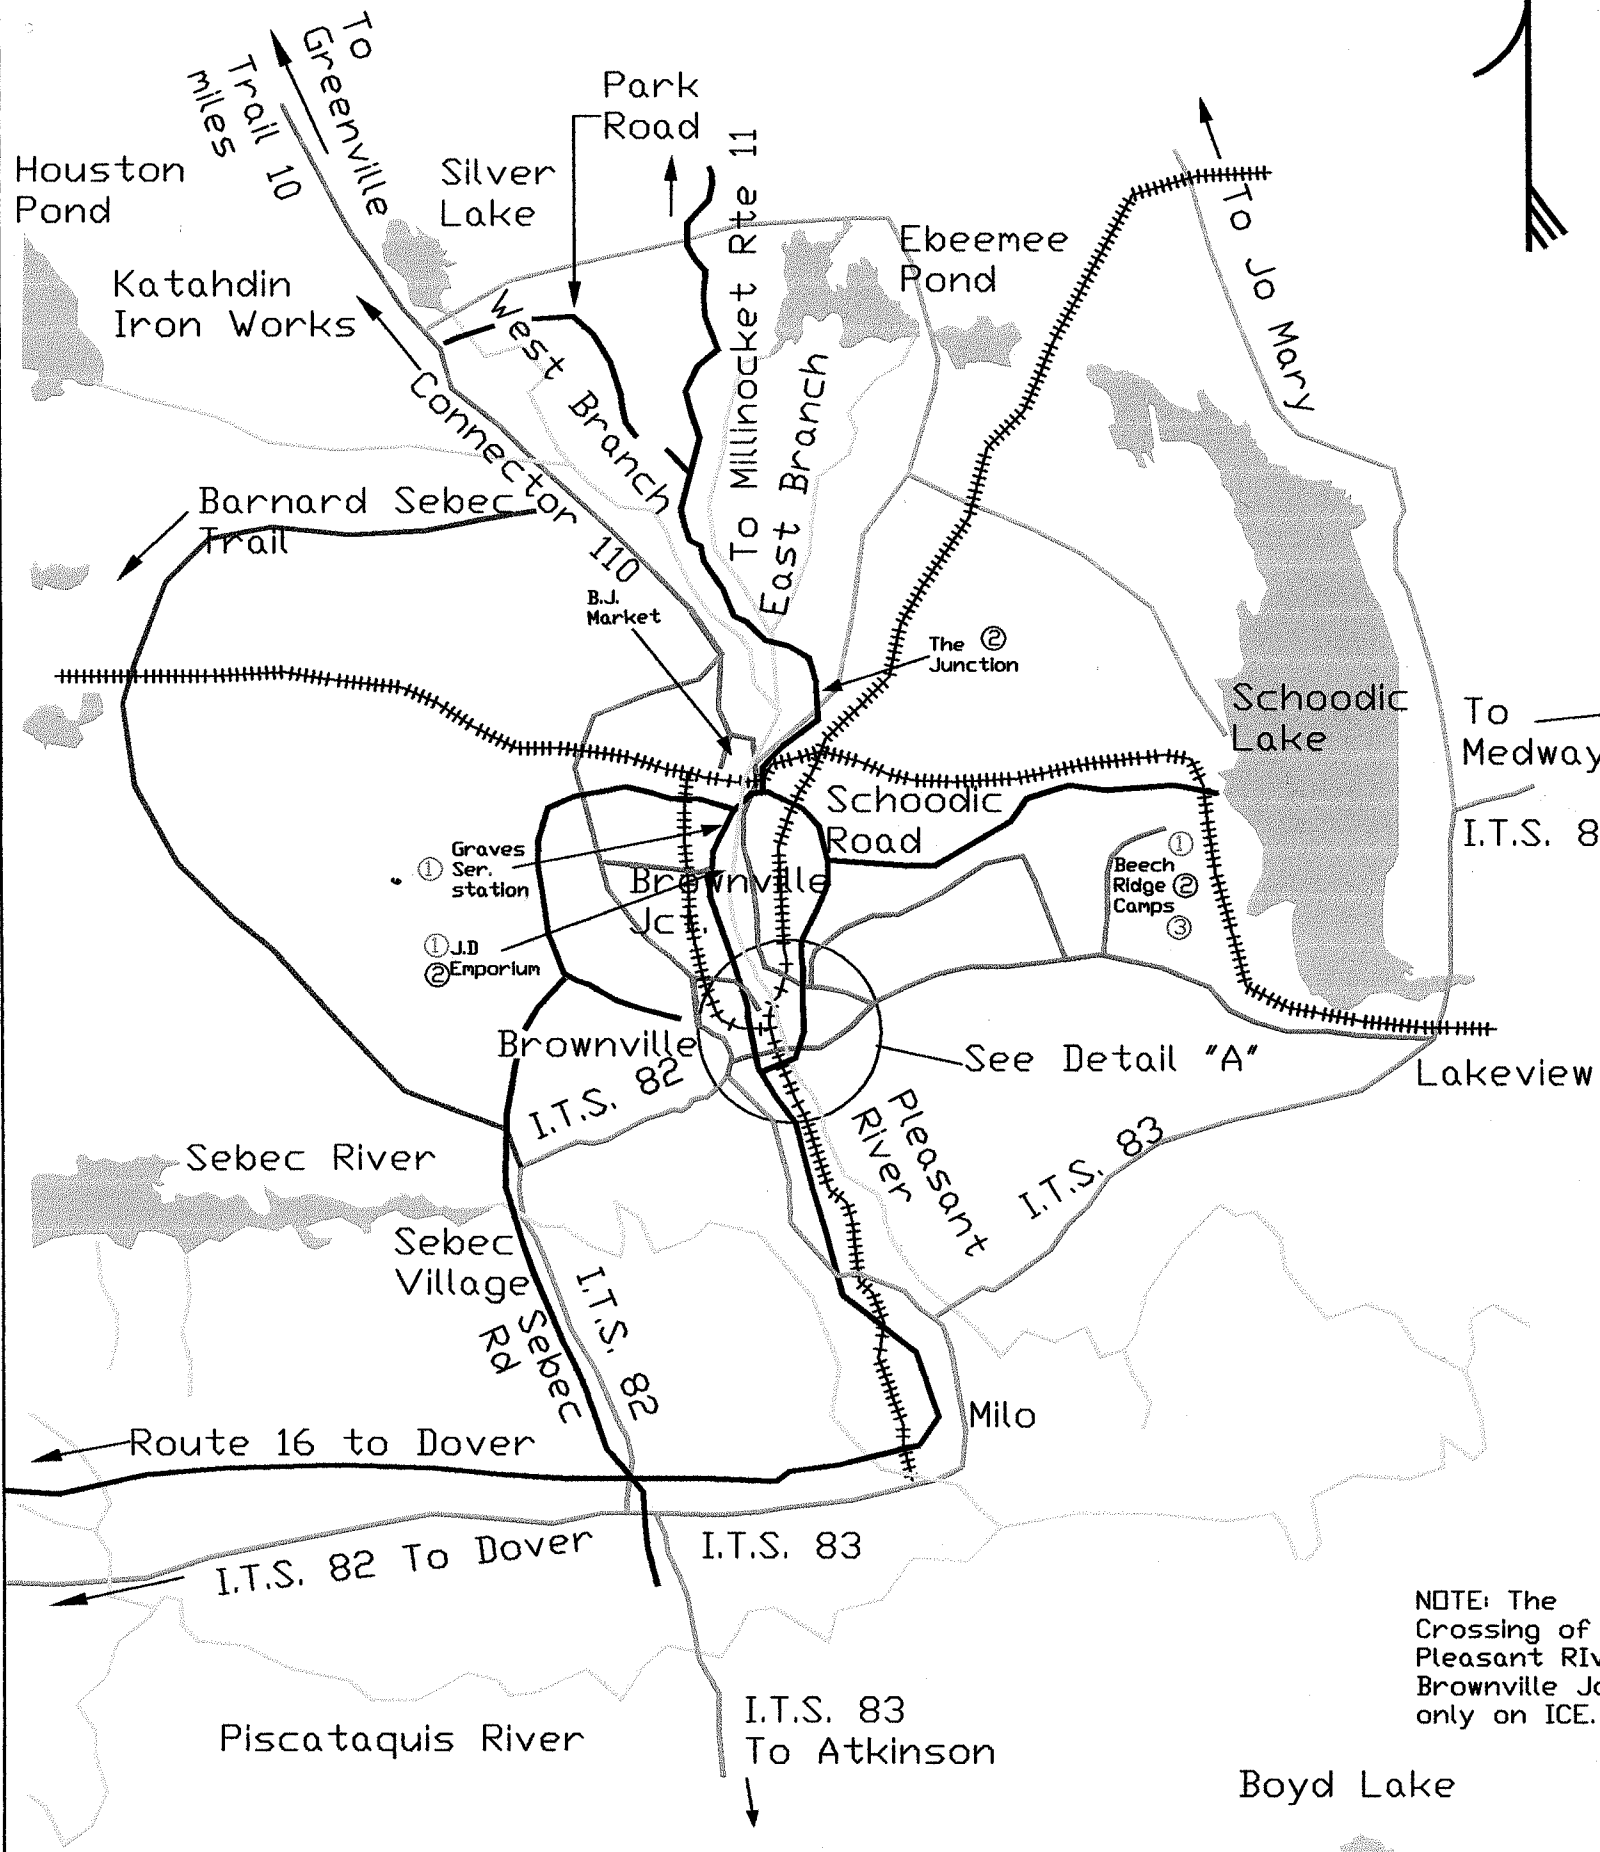 To
Greenville
Trail 10
miles
10
Park
Road
Houston
Pond
Silver
Lake
To Millinocket Rte 11
Ebeemee
Pond
To Jo Mary
Katahdin
Iron Works
West Branch
East Branch
Connector
110
Barnard Sebec
Trail
B.J.
Market
The ②
Junction
Schoodic
Lake
To
Medway
I.T.S. 8
Schoodic
Road
Graves
① Ser.
station
Brownville
Jct.
① J.D
② Emporium
①
Beech
Ridge ②
Camps
③
Brownville
I.T.S. 82
See Detail "A"
Lakeview
Pleasant
River
I.T.S. 83
Sebec River
Sebec
Village
I.T.S. 82
Sebec
Rd
Milo
Route 16 to Dover
I.T.S. 82 To Dover
I.T.S. 83
NOTE: The
Crossing of
Pleasant RIv
Brownville Jc
only on ICE.
I.T.S. 83
To Atkinson
Piscataquis River
Boyd Lake